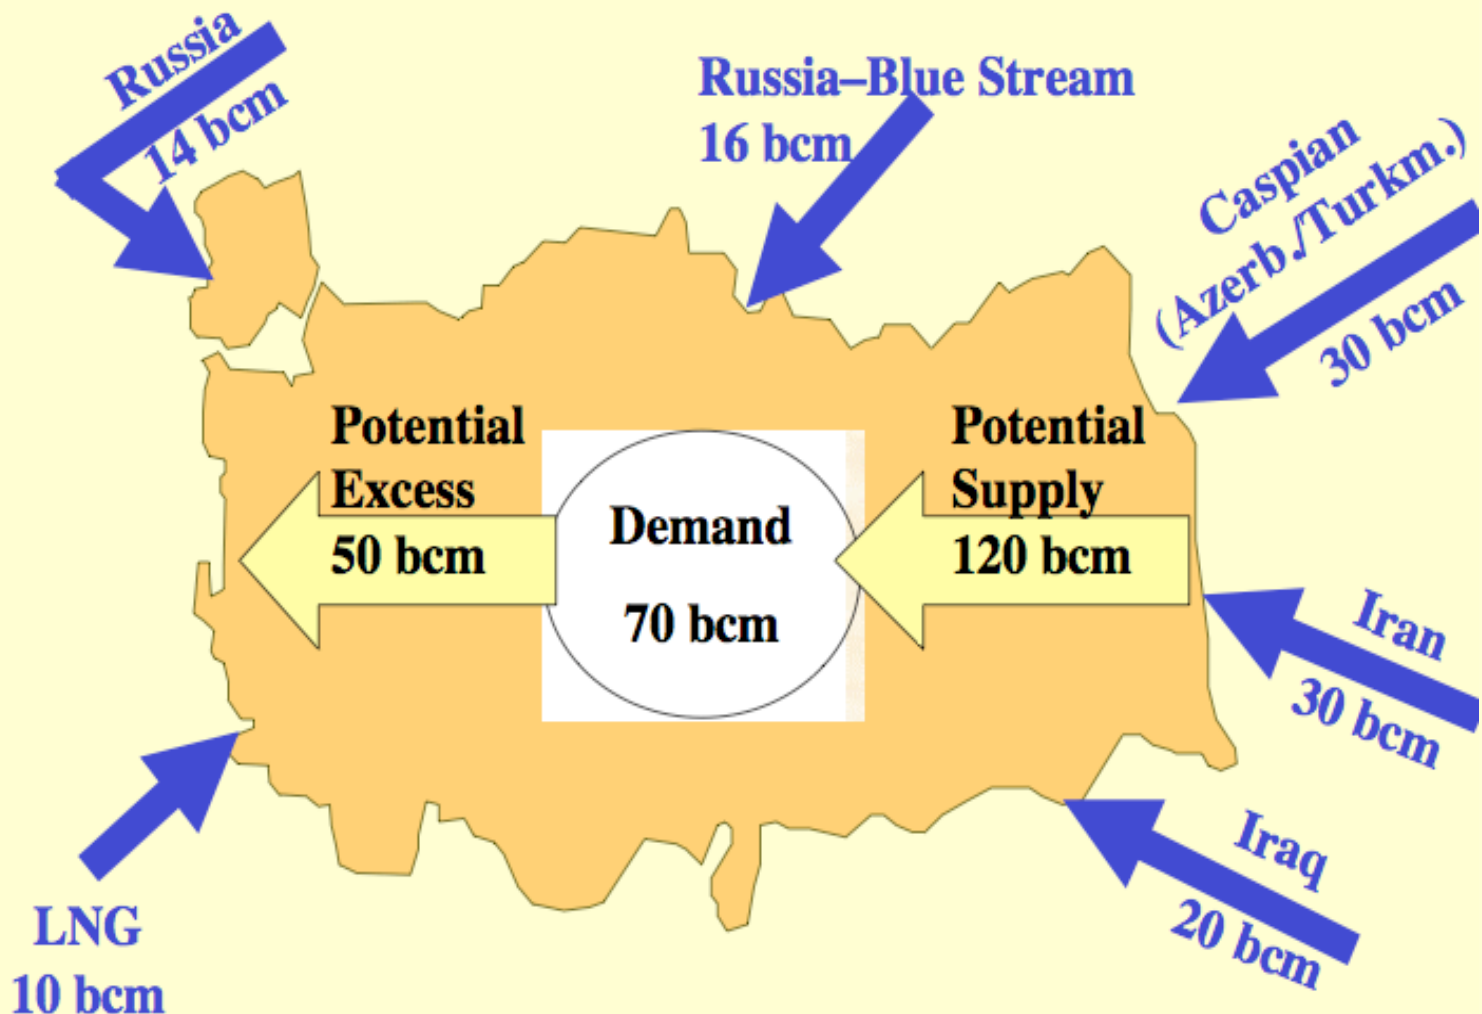 Russia
14 bcm
Russia–Blue Stream
16 bcm
Caspian
(Azerb./Turkm.)
30 bcm
Potential
Excess
50 bcm
Demand
70 bcm
Potential
Supply
120 bcm
Iran
30 bcm
Iraq
20 bcm
LNG
10 bcm